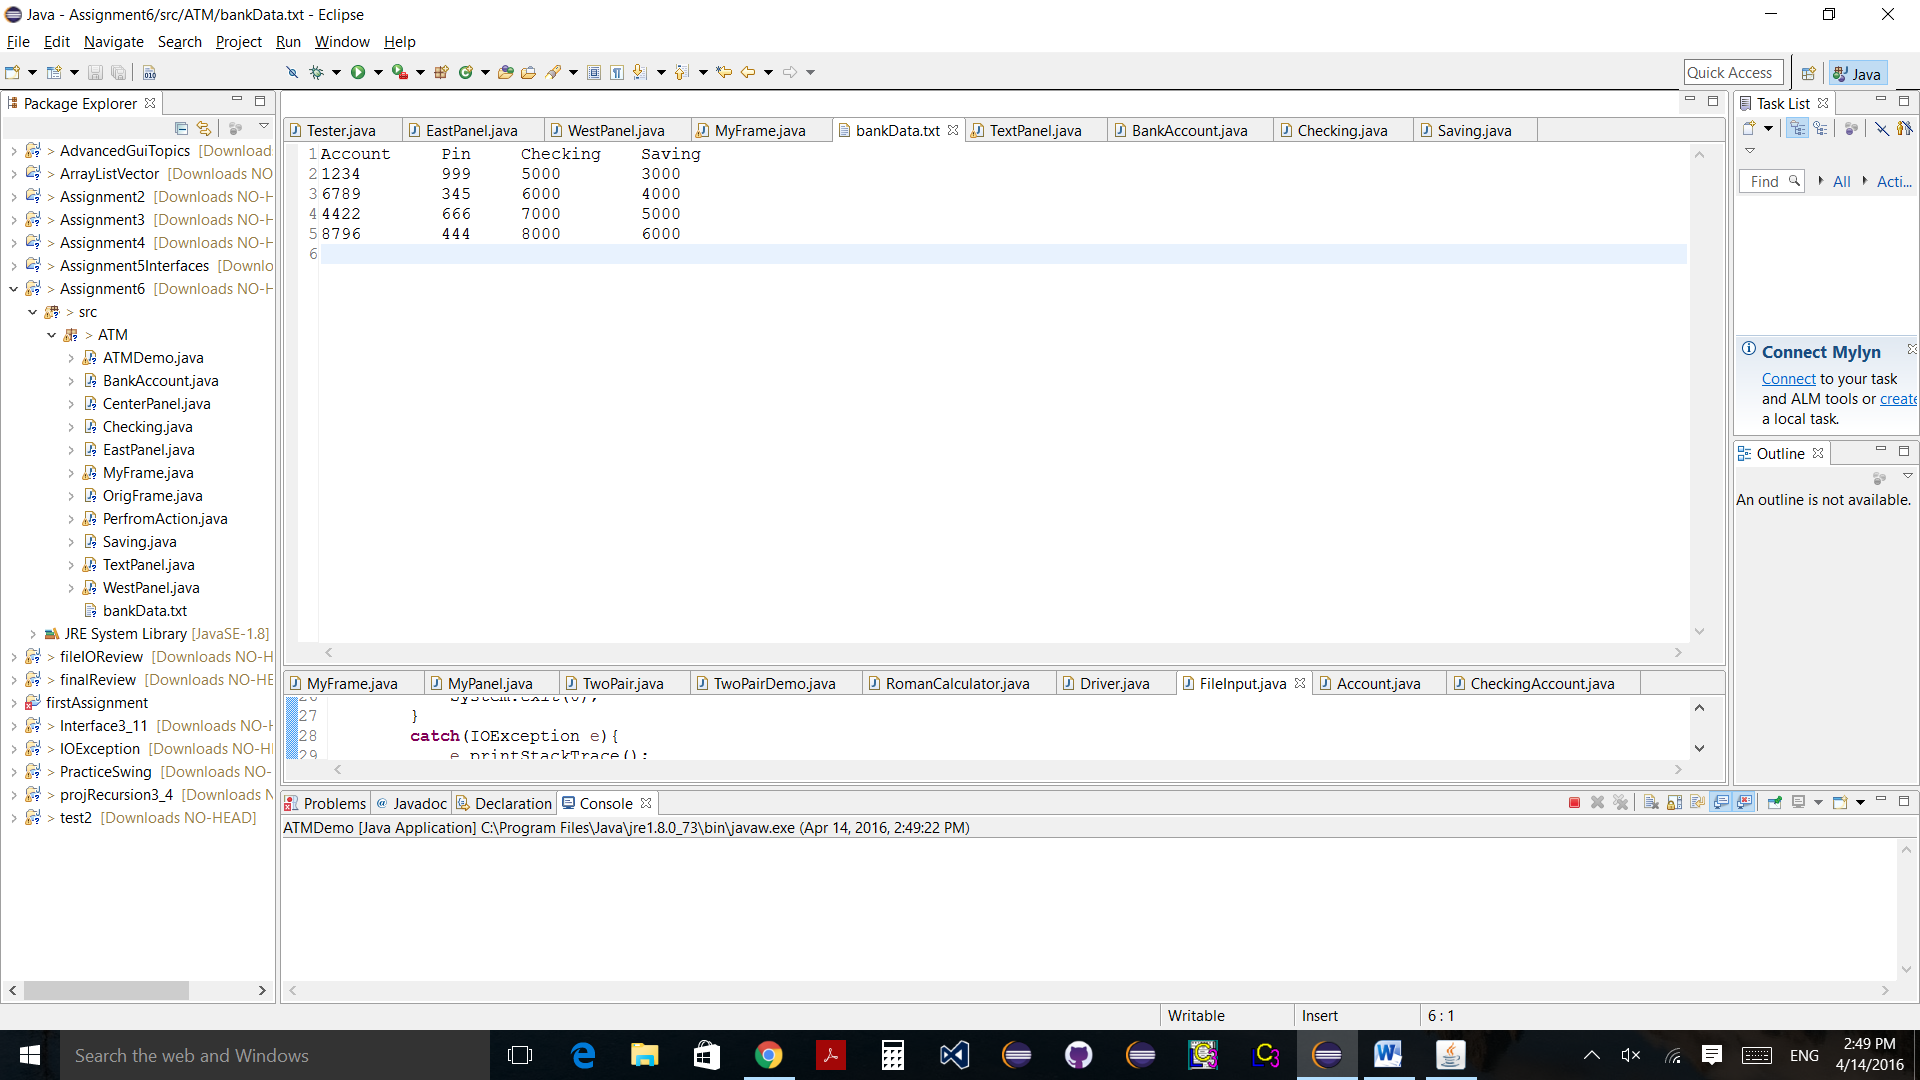 Java - Assignment6/src/ATM/bankData.txt - Eclipse
File Edit Navigate Search Project Run Window Help
Quick Access Java
Package Explorer
> AdvancedGuiTopics [Download
> ArrayListVector [Downloads NO
> Assignment2 [Downloads NO-H
> Assignment3 [Downloads NO-H
> Assignment4 [Downloads NO-H
> Assignment5Interfaces [Downlo
> Assignment6 [Downloads NO-H
> src
> ATM
ATMDemo.java
BankAccount.java
CenterPanel.java
Checking.java
EastPanel.java
MyFrame.java
OrigFrame.java
PerfromAction.java
Saving.java
TextPanel.java
WestPanel.java
bankData.txt
JRE System Library [JavaSE-1.8]
> fileIOReview [Downloads NO-H
> finalReview [Downloads NO-HE
firstAssignment
> Interface3_11 [Downloads NO-H
> IOException [Downloads NO-HE
> PracticeSwing [Downloads NO-
> projRecursion3_4 [Downloads N
> test2 [Downloads NO-HEAD]
Tester.java EastPanel.java WestPanel.java MyFrame.java bankData.txt TextPanel.java BankAccount.java Checking.java Saving.java
1 Account Pin Checking Saving
2 1234 999 5000 3000
3 6789 345 6000 4000
4 4422 666 7000 5000
5 8796 444 8000 6000
6
MyFrame.java MyPanel.java TwoPair.java TwoPairDemo.java RomanCalculator.java Driver.java FileInput.java Account.java CheckingAccount.java
26 System.exit(0);
27 }
28 catch(IOException e){
29 e.printStackTrace();
Problems Javadoc Declaration Console
ATMDemo [Java Application] C:\Program Files\Java\jre1.8.0_73\bin\javaw.exe (Apr 14, 2016, 2:49:22 PM)
Task List
Find All Acti...
Connect Mylyn
Connect to your task
and ALM tools or create
a local task.
Outline
An outline is not available.
Writable Insert 6 : 1
Search the web and Windows
ENG
2:49 PM
4/14/2016